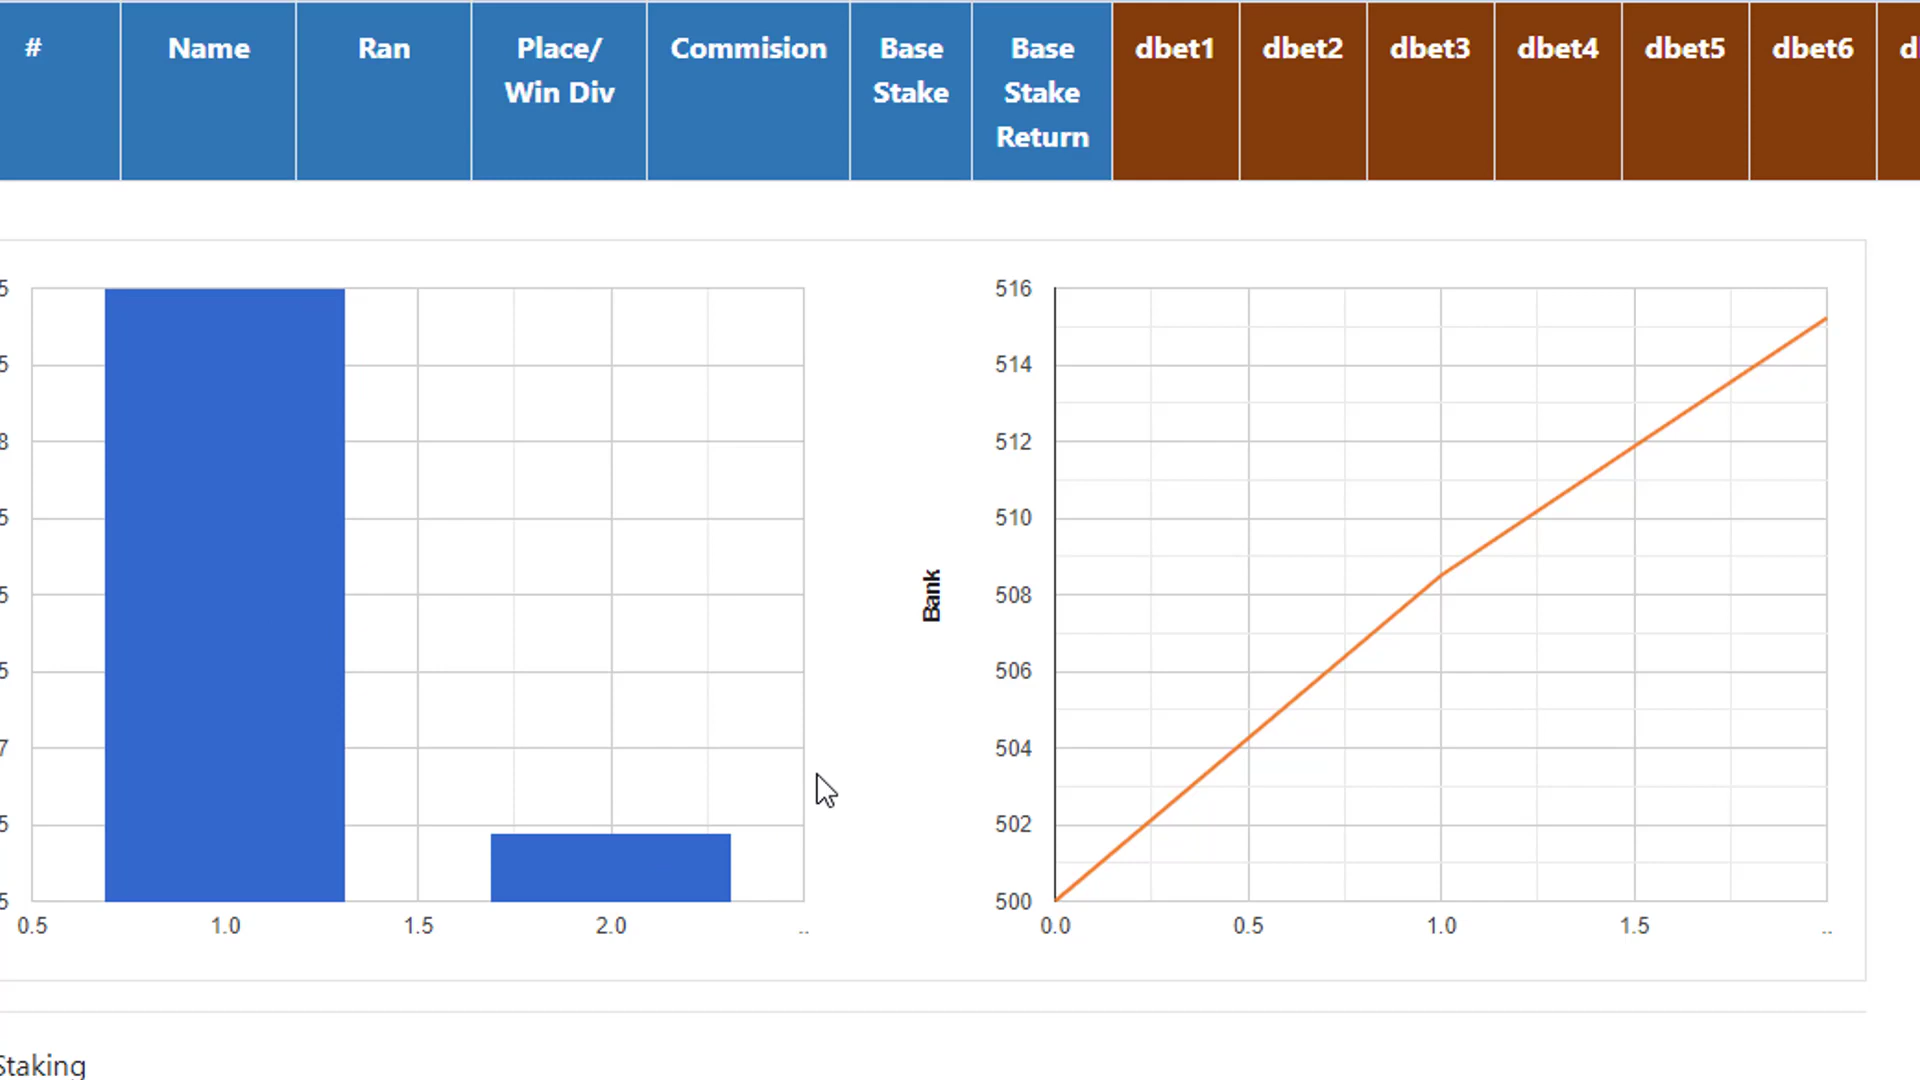 # Name Ran Place/ Commision Base Base dbet1 dbet2 dbet3 dbet4 dbet5 dbet6
Win Div Stake Stake
Return
516
514
512
510
508
506
504
502
500
Bank
0.5 1.0 1.5 2.0 ..
0.0 0.5 1.0 1.5 ..
Staking